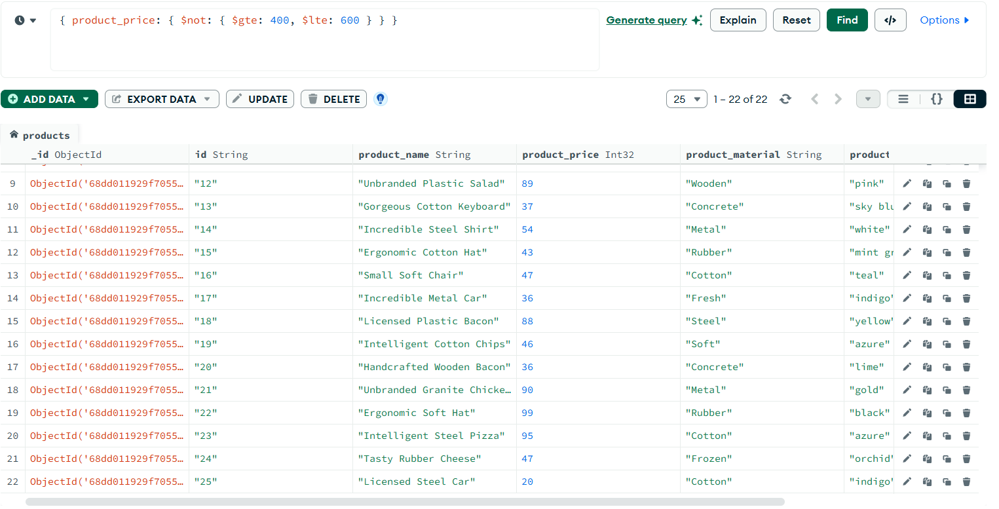 { product_price: { $not: { $gte: 400, $lte: 600 } } }
Generate query Explain Reset Find </> Options
ADD DATA EXPORT DATA UPDATE DELETE 25 1 – 22 of 22 {}
products
_id ObjectId id String product_name String product_price Int32 product_material String product
9 ObjectId('68dd011929f7055… "12" "Unbranded Plastic Salad" 89 "Wooden" "pink"
10 ObjectId('68dd011929f7055… "13" "Gorgeous Cotton Keyboard" 37 "Concrete" "sky blu
11 ObjectId('68dd011929f7055… "14" "Incredible Steel Shirt" 54 "Metal" "white"
12 ObjectId('68dd011929f7055… "15" "Ergonomic Cotton Hat" 43 "Rubber" "mint gr
13 ObjectId('68dd011929f7055… "16" "Small Soft Chair" 47 "Cotton" "teal"
14 ObjectId('68dd011929f7055… "17" "Incredible Metal Car" 36 "Fresh" "indigo"
15 ObjectId('68dd011929f7055… "18" "Licensed Plastic Bacon" 88 "Steel" "yellow"
16 ObjectId('68dd011929f7055… "19" "Intelligent Cotton Chips" 46 "Soft" "azure"
17 ObjectId('68dd011929f7055… "20" "Handcrafted Wooden Bacon" 36 "Concrete" "lime"
18 ObjectId('68dd011929f7055… "21" "Unbranded Granite Chicke… 90 "Metal" "gold"
19 ObjectId('68dd011929f7055… "22" "Ergonomic Soft Hat" 99 "Rubber" "black"
20 ObjectId('68dd011929f7055… "23" "Intelligent Steel Pizza" 95 "Cotton" "azure"
21 ObjectId('68dd011929f7055… "24" "Tasty Rubber Cheese" 47 "Frozen" "orchid"
22 ObjectId('68dd011929f7055… "25" "Licensed Steel Car" 20 "Cotton" "indigo"